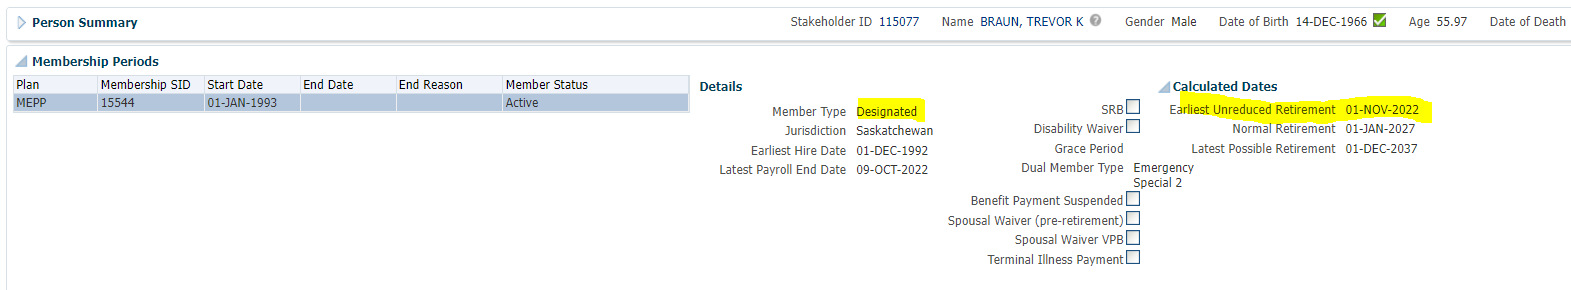 Person Summary Stakeholder ID 115077 Name BRAUN, TREVOR K Gender Male Date of Birth 14-DEC-1966 Age 55.97 Date of Death
Membership Periods
Plan Membership SID Start Date End Date End Reason Member Status
MEPP 15544 01-JAN-1993 Active
Details
Member Type Designated
Jurisdiction Saskatchewan
Earliest Hire Date 01-DEC-1992
Latest Payroll End Date 09-OCT-2022
SRB
Disability Waiver
Grace Period
Dual Member Type Emergency
Special 2
Benefit Payment Suspended
Spousal Waiver (pre-retirement)
Spousal Waiver VPB
Terminal Illness Payment
Calculated Dates
Earliest Unreduced Retirement 01-NOV-2022
Normal Retirement 01-JAN-2027
Latest Possible Retirement 01-DEC-2037